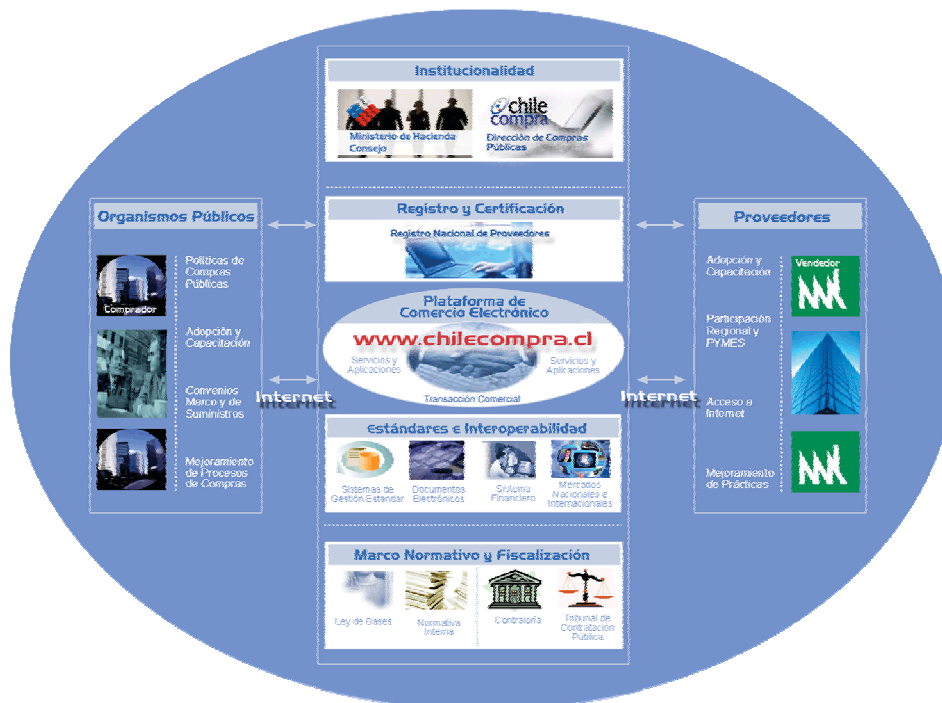 Institucionalidad
Ministerio de Hacienda
Consejo
chile
compra
Dirección de Compras
Públicas
Organismos Públicos
Comprador
Políticas de
Compras
Públicas
Adopción y
Capacitación
Convenios
Marco y de
Suministros
Mejoramiento
de Procesos
de Compras
Internet
Registro y Certificación
Registro Nacional de Proveedores
Plataforma de
Comercio Electrónico
www.chilecompra.cl
Servicios y
Aplicaciones
Servicios y
Aplicaciones
Transacción Comercial
Estándares e Interoperabilidad
Sistemas de
Gestión Estándar
Documentos
Electrónicos
Sistema
Financiero
Mercados
Nacionales e
Internacionales
Marco Normativo y Fiscalización
Ley de Bases
Normativa
Interna
Contraloría
Tribunal de
Contratación
Pública
Internet
Proveedores
Adopción y
Capacitación
Vendedor
Participación
Regional y
PYMES
Acceso a
Internet
Mejoramiento
de Prácticas